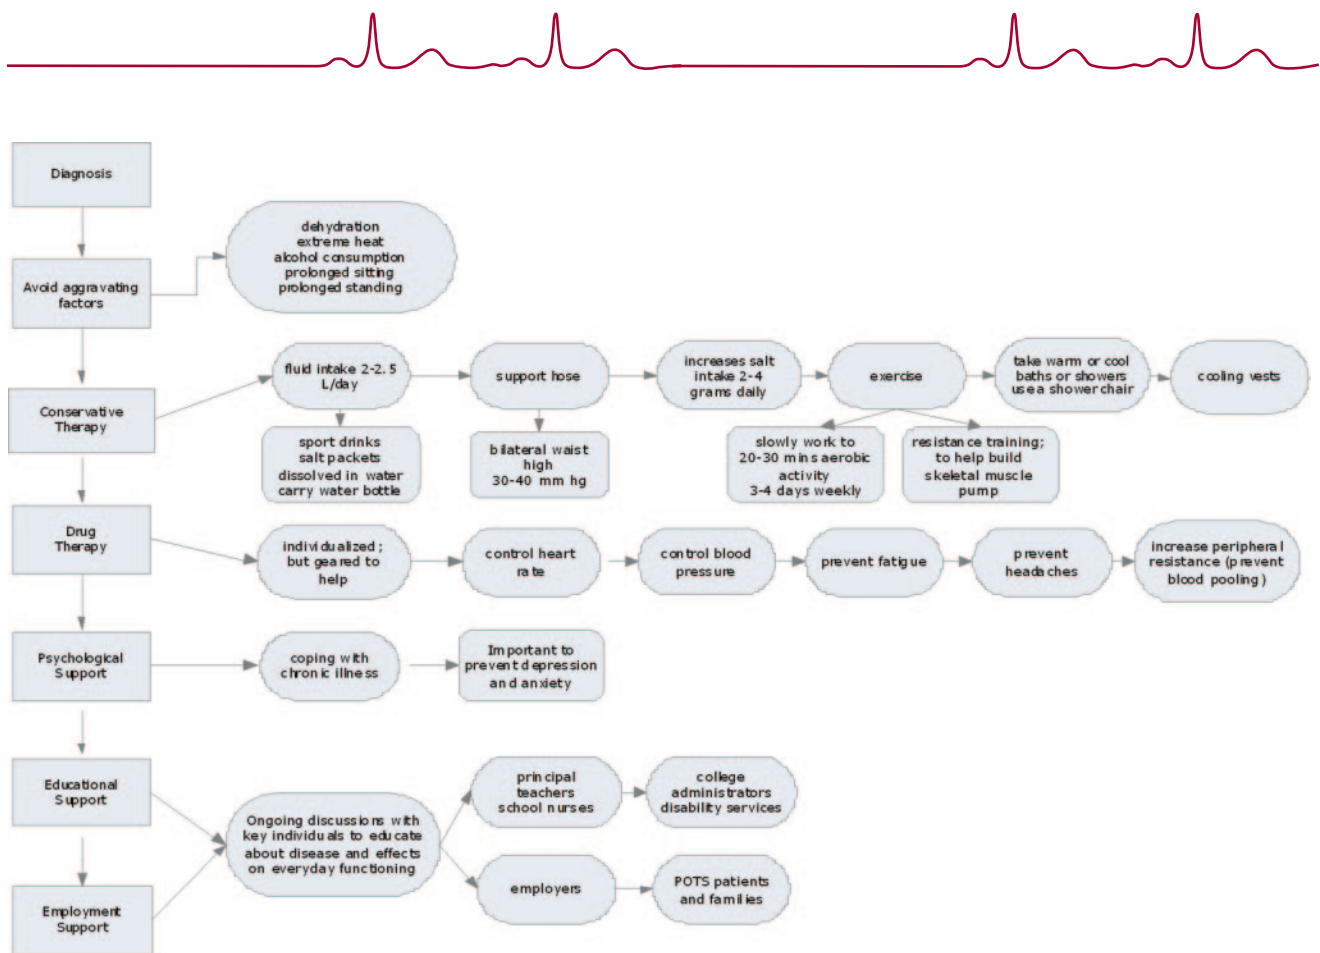 Diagnosis
dehydration
extreme heat
alcohol consumption
prolonged sitting
prolonged standing
Avoid aggravating
factors
fluid intake 2-2.5
L/day
support hose
increases salt
intake 2-4
grams daily
exercise
take warm or cool
baths or showers
use a shower chair
cooling vests
Conservative
Therapy
sport drinks
salt packets
dissolved in water
carry water bottle
bilateral waist
high
30-40 mm hg
slowly work to
20-30 mins aerobic
activity
3-4 days weekly
resistance training;
to help build
skeletal muscle
pump
Drug
Therapy
individualized;
but geared to
help
control heart
rate
control blood
pressure
prevent fatigue
prevent
headaches
increase peripheral
resistance (prevent
blood pooling)
Psychological
Support
coping with
chronic illness
Important to
prevent depression
and anxiety
Educational
Support
Ongoing discussions with
key individuals to educate
about disease and effects
on everyday functioning
principal
teachers
school nurses
college
administrators
disability services
Employment
Support
employers
POTS patients
and families